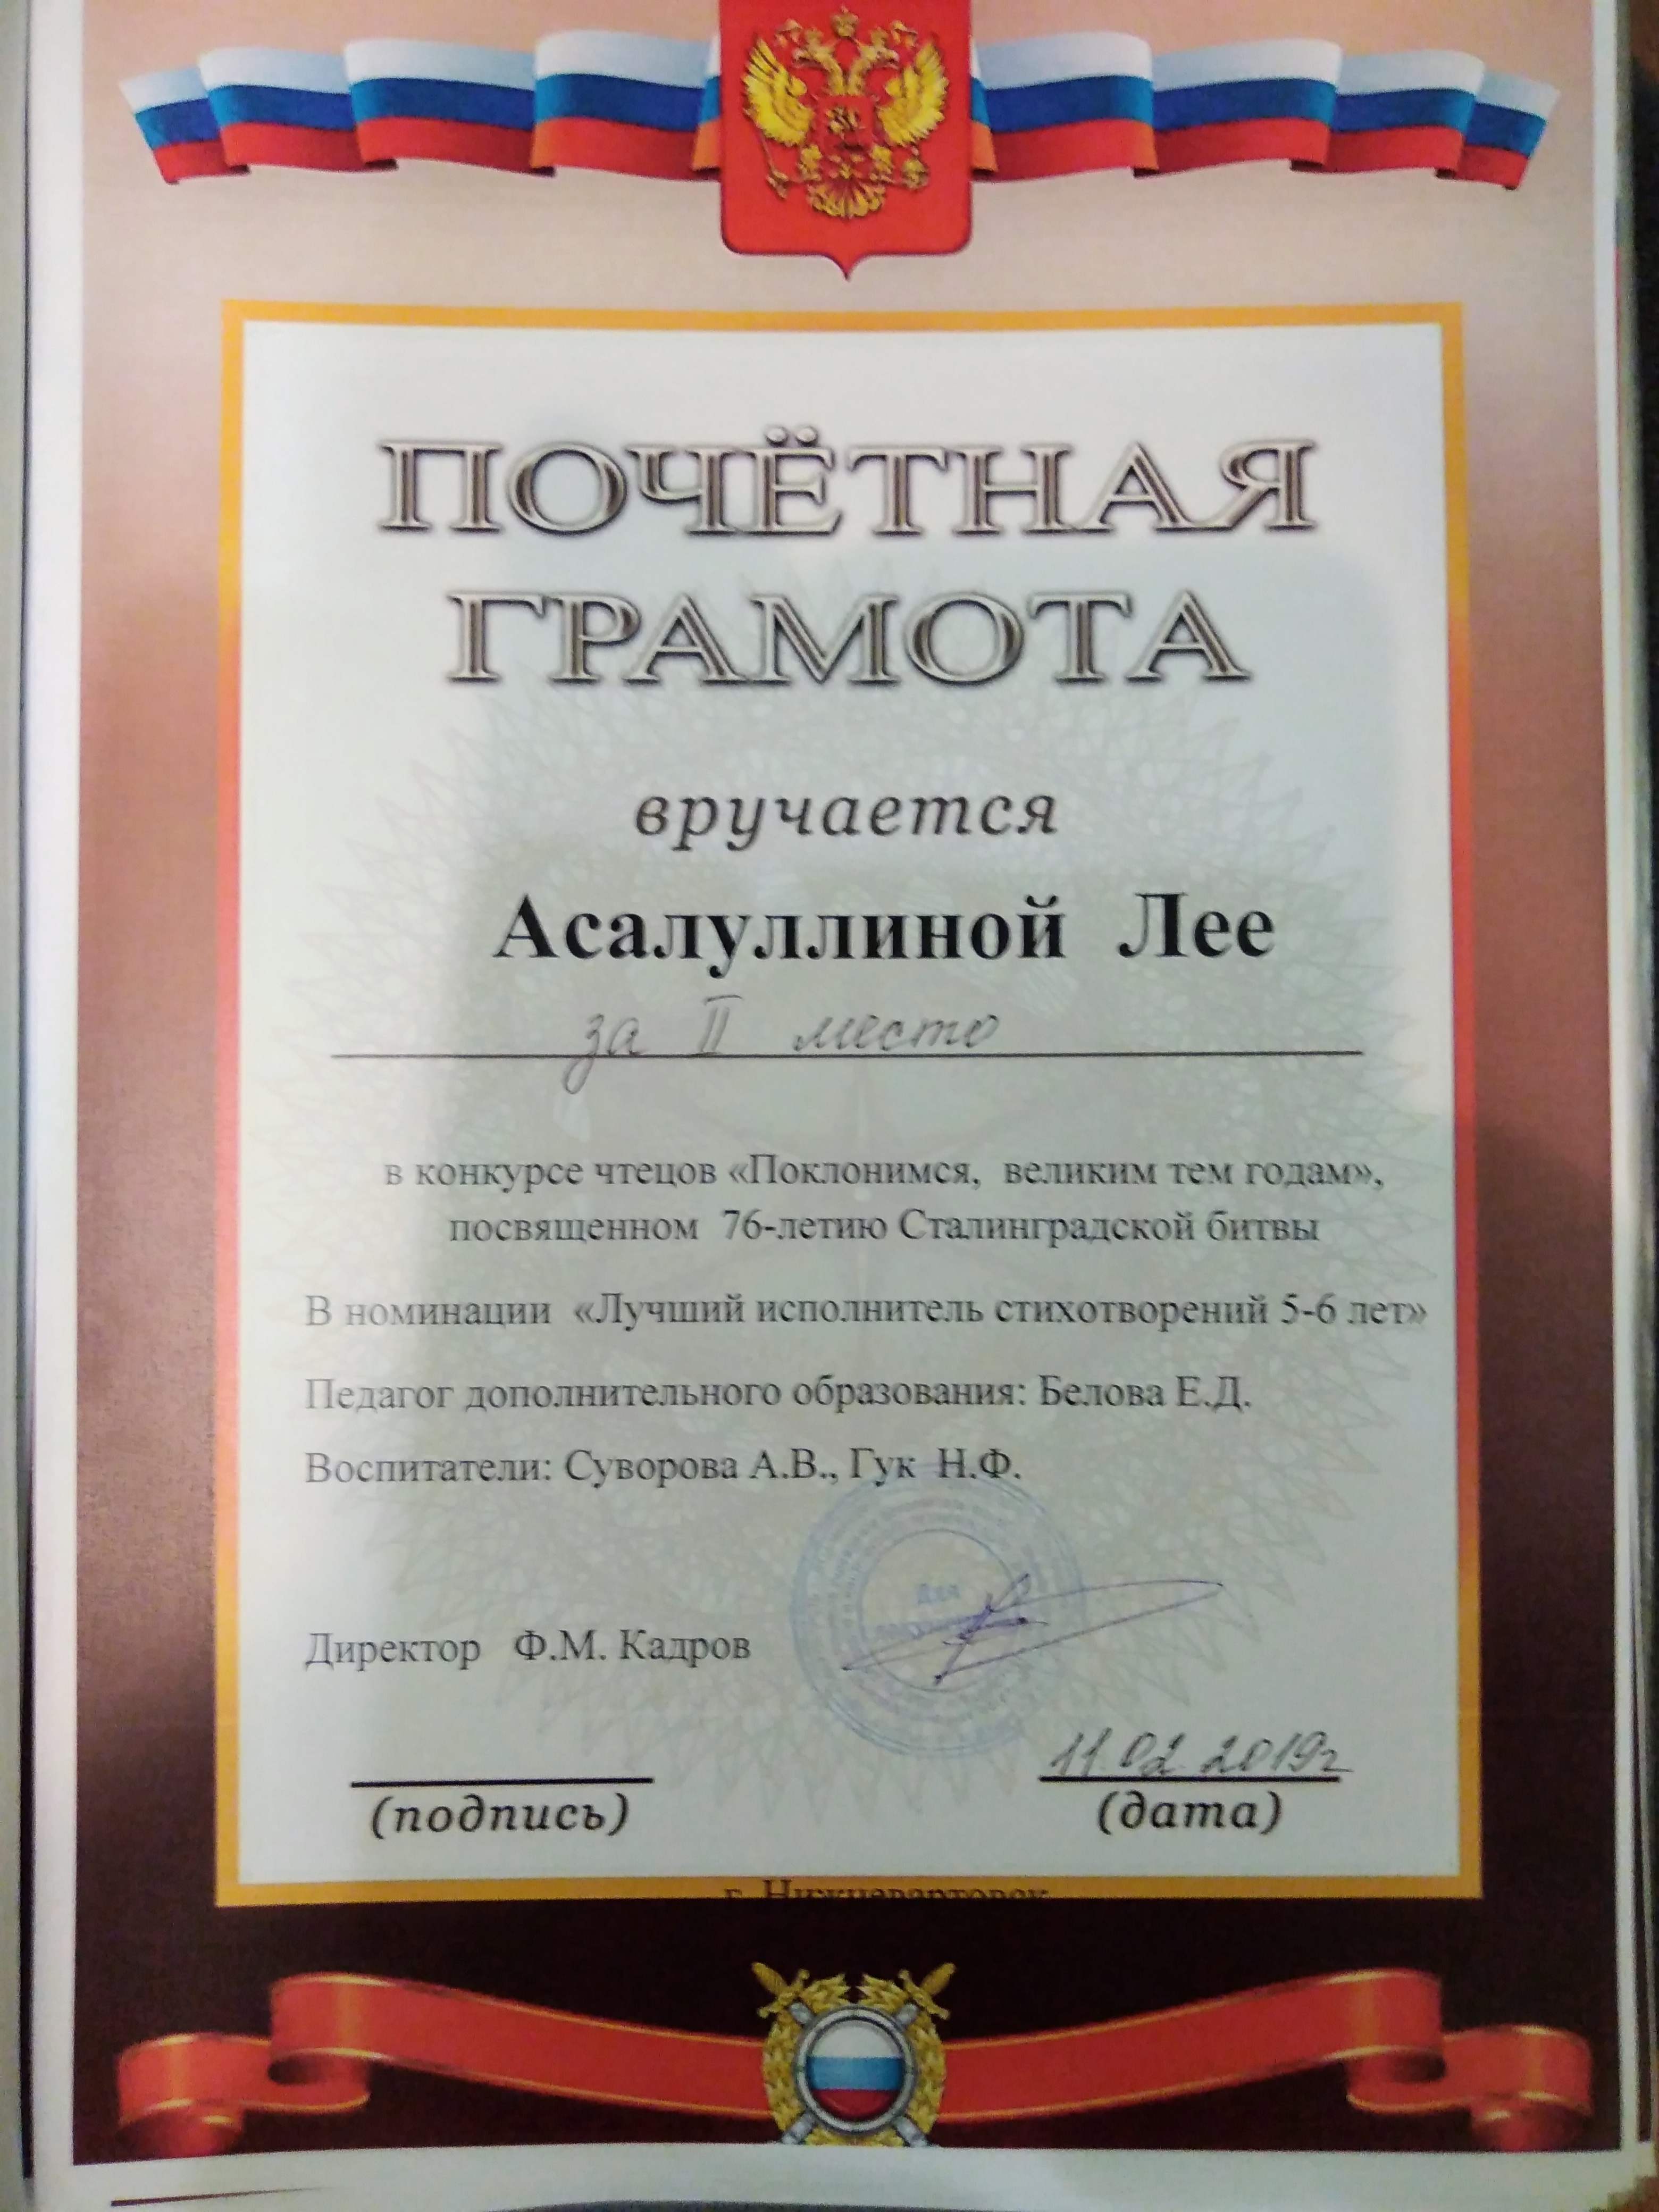 ПОЧЁТНАЯ
ГРАМОТА
вручается
Асалуллиной Лее
за II место
в конкурсе чтецов «Поклонимся, великим тем годам»,
посвященном 76-летию Сталинградской битвы
В номинации «Лучший исполнитель стихотворений 5-6 лет»
Педагог дополнительного образования: Белова Е.Д.
Воспитатели: Суворова А.В., Гук Н.Ф.
Для
Директор Ф.М. Кадров
11.02.2019г
(подпись) (дата)
г. Нижневартовск